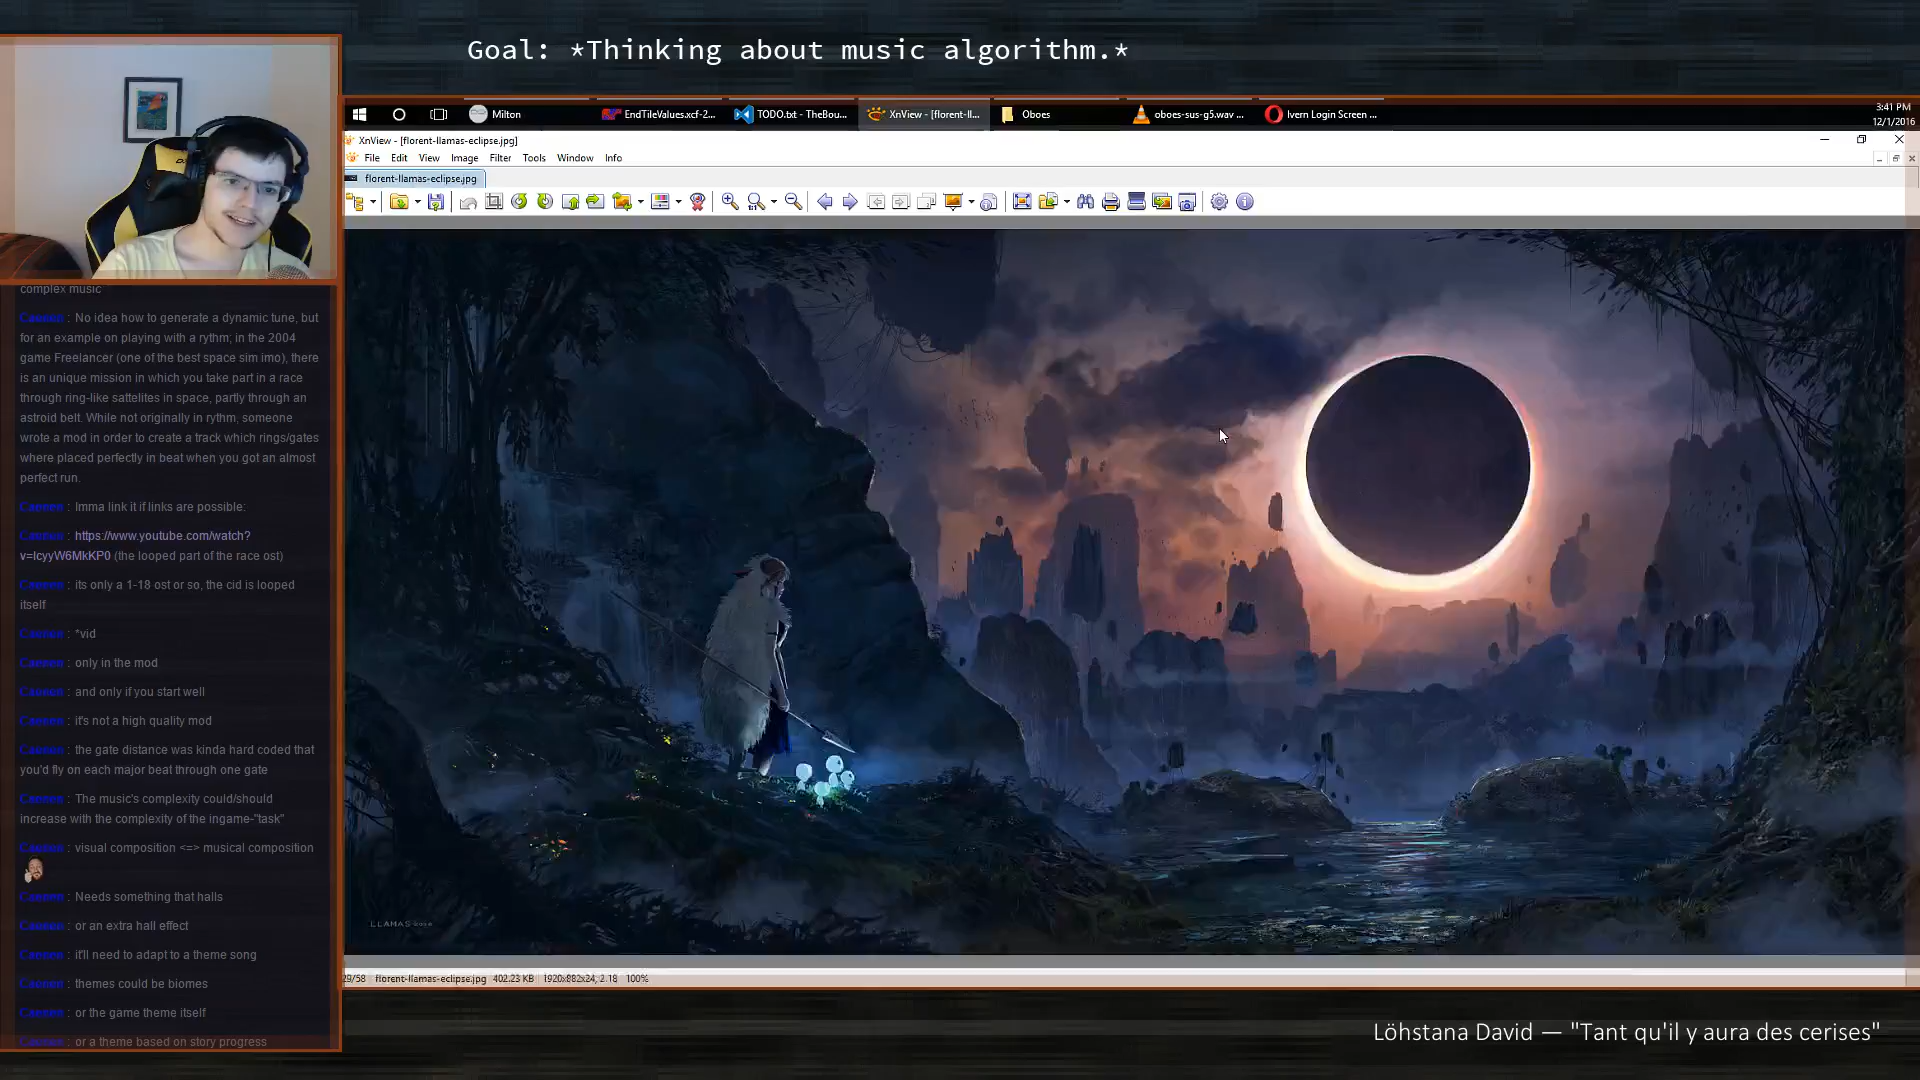 Goal: *Thinking about music algorithm.*
Milton
EndTileValues.xcf-2...
TODO.txt - TheBou...
XnView - [florent-ll...
Oboes
oboes-sus-g5.wav ...
Ivern Login Screen ...
3:41 PM
12/1/2016
XnView - [florent-llamas-eclipse.jpg]
File Edit View Image Filter Tools Window Info
florent-llamas-eclipse.jpg
complex music
: No idea how to generate a dynamic tune, but
for an example on playing with a rythm; in the 2004
game Freelancer (one of the best space sim imo), there
is an unique mission in which you take part in a race
through ring-like sattelites in space, partly through an
astroid belt. While not originally in rythm, someone
wrote a mod in order to create a track which rings/gates
where placed perfectly in beat when you got an almost
perfect run.
: Imma link it if links are possible:
: https://www.youtube.com/watch?
v=IcyyW6MkKP0 (the looped part of the race ost)
: its only a 1-18 ost or so, the cid is looped
itself
: *vid
: only in the mod
: and only if you start well
: it's not a high quality mod
: the gate distance was kinda hard coded that
you'd fly on each major beat through one gate
: The music's complexity could/should
increase with the complexity of the ingame-"task"
: visual composition <=> musical composition
: Needs something that halls
: or an extra hall effect
: it'll need to adapt to a theme song
: themes could be biomes
: or the game theme itself
: or a theme based on story progress
LLAMAS
29/58 florent-llamas-eclipse.jpg 402.23 KB 1920x882x24, 2.18 100%
Löhstana David — "Tant qu'il y aura des cerises"